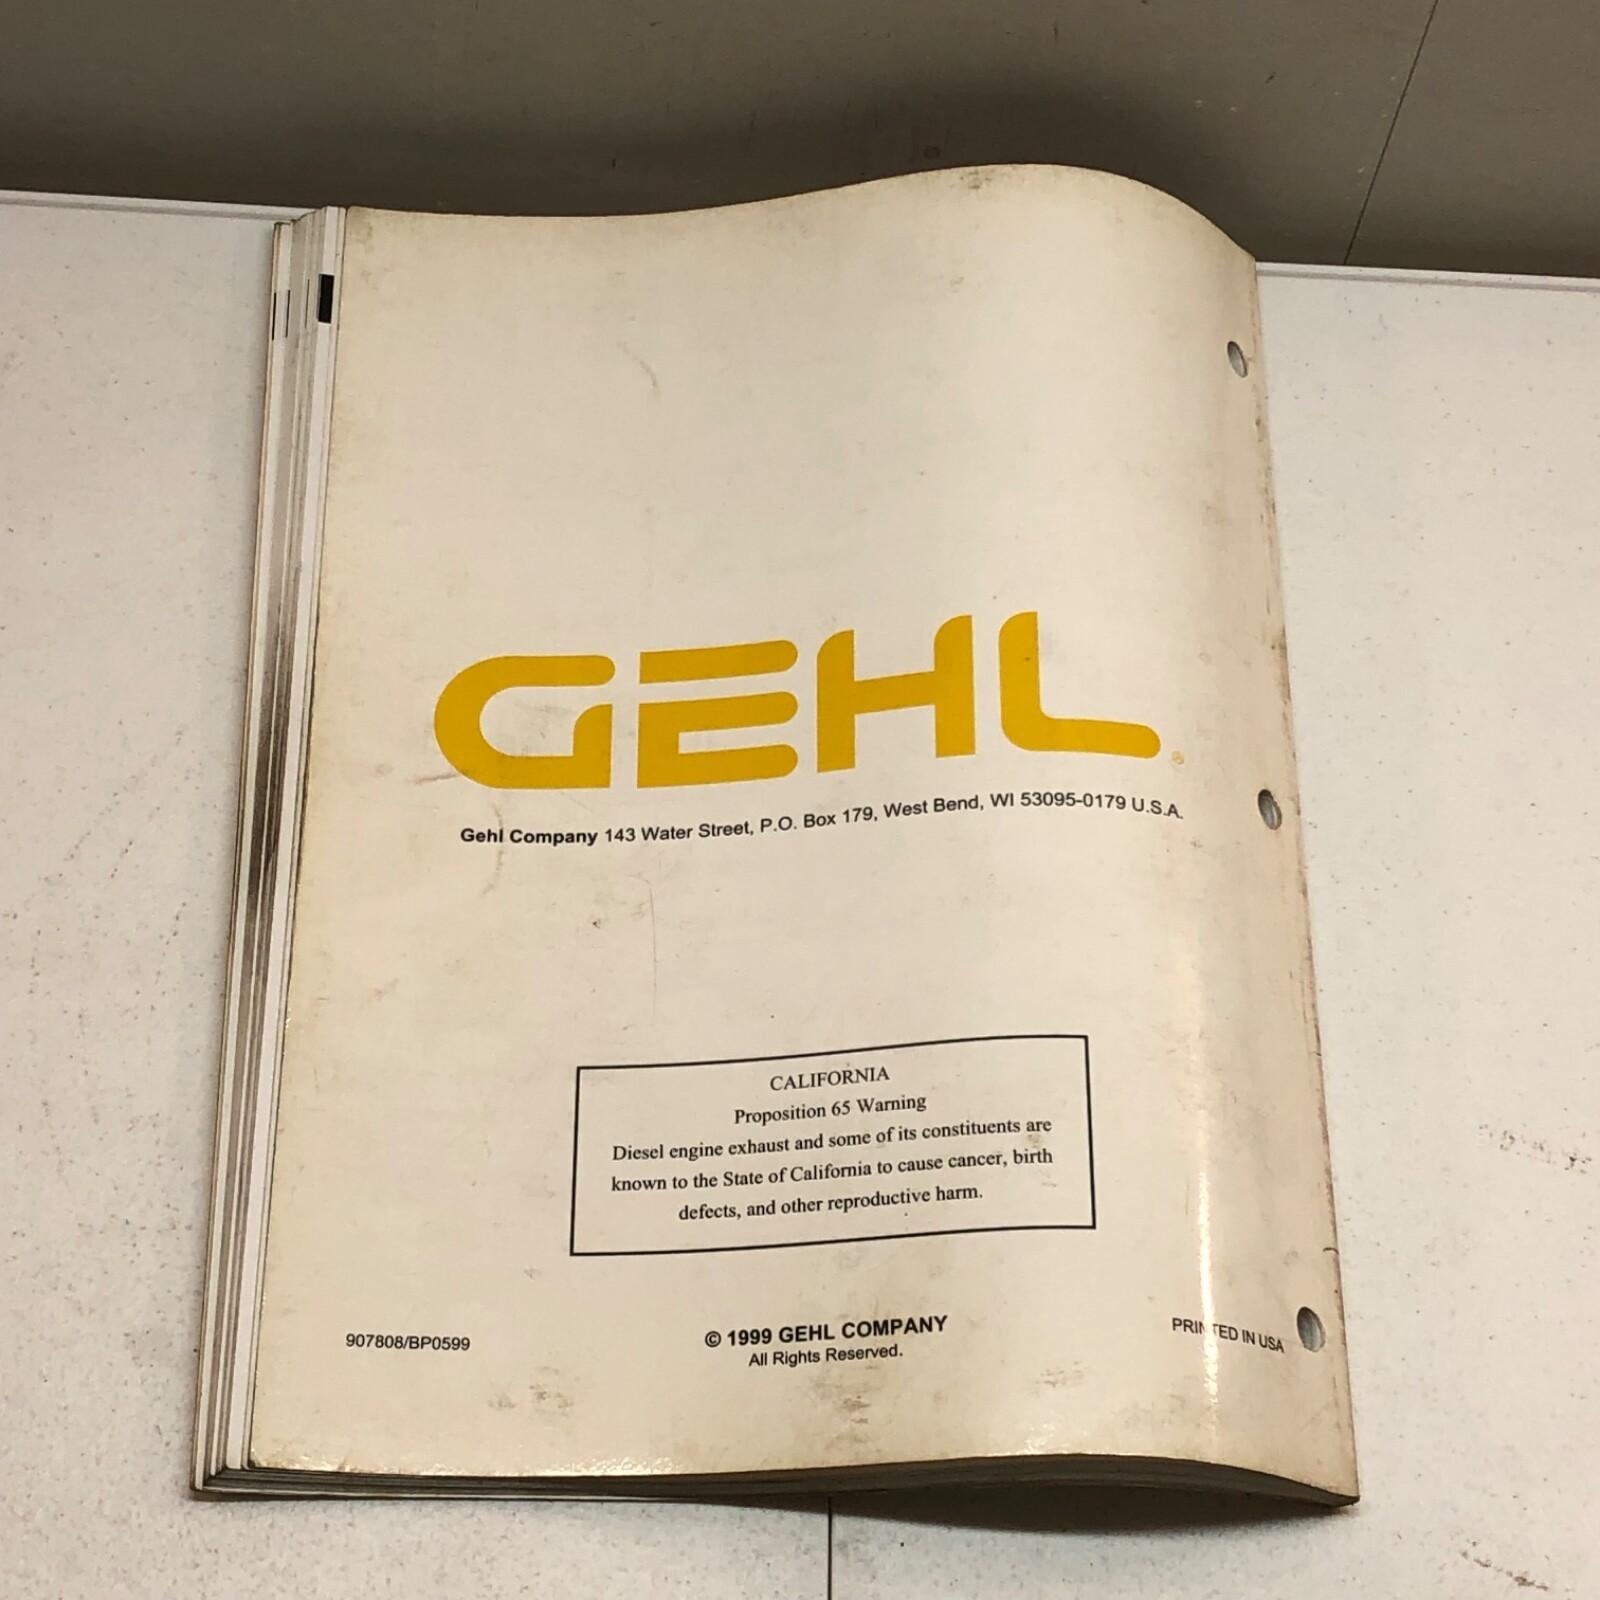 GEHL®
Gehl Company 143 Water Street, P.O. Box 179, West Bend, WI 53095-0179 U.S.A.
CALIFORNIA
Proposition 65 Warning
Diesel engine exhaust and some of its constituents are
known to the State of California to cause cancer, birth
defects, and other reproductive harm.
907808/BP0599
© 1999 GEHL COMPANY
All Rights Reserved.
PRINTED IN USA